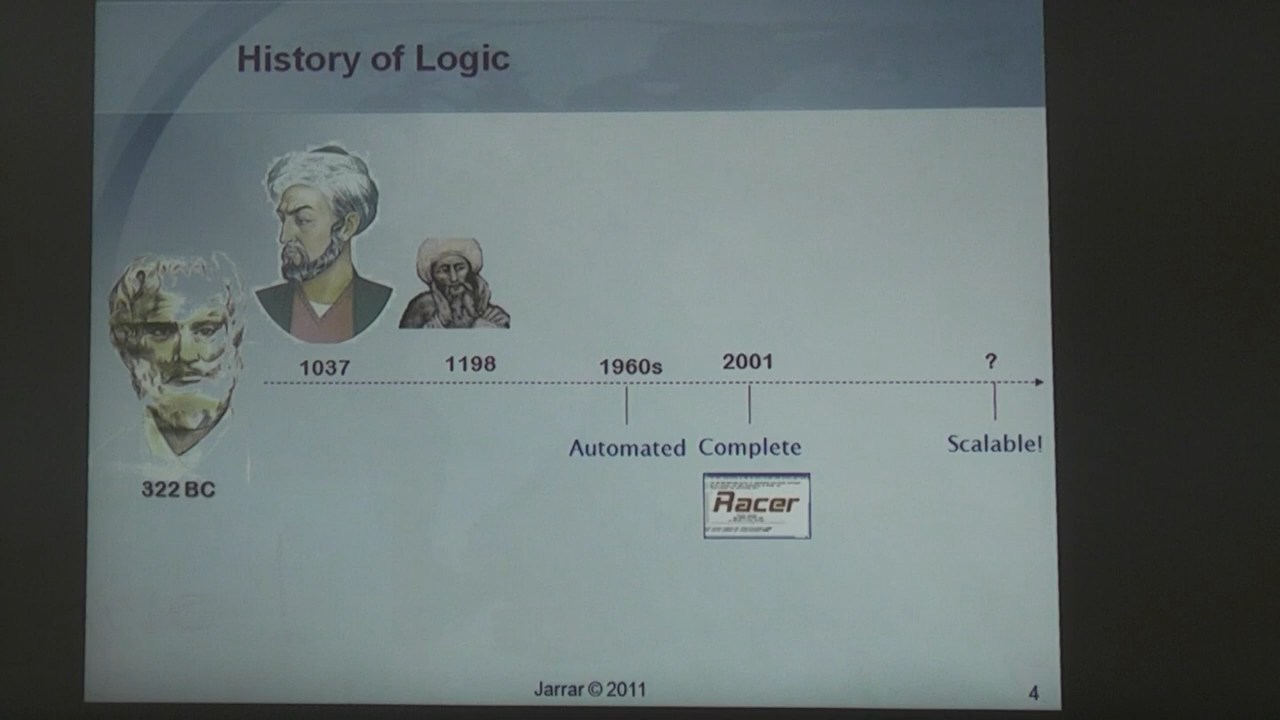 History of Logic
1037
1198
1960s
2001
?
Automated
Complete
Scalable!
322 BC
Racer
Jarrar © 2011
4